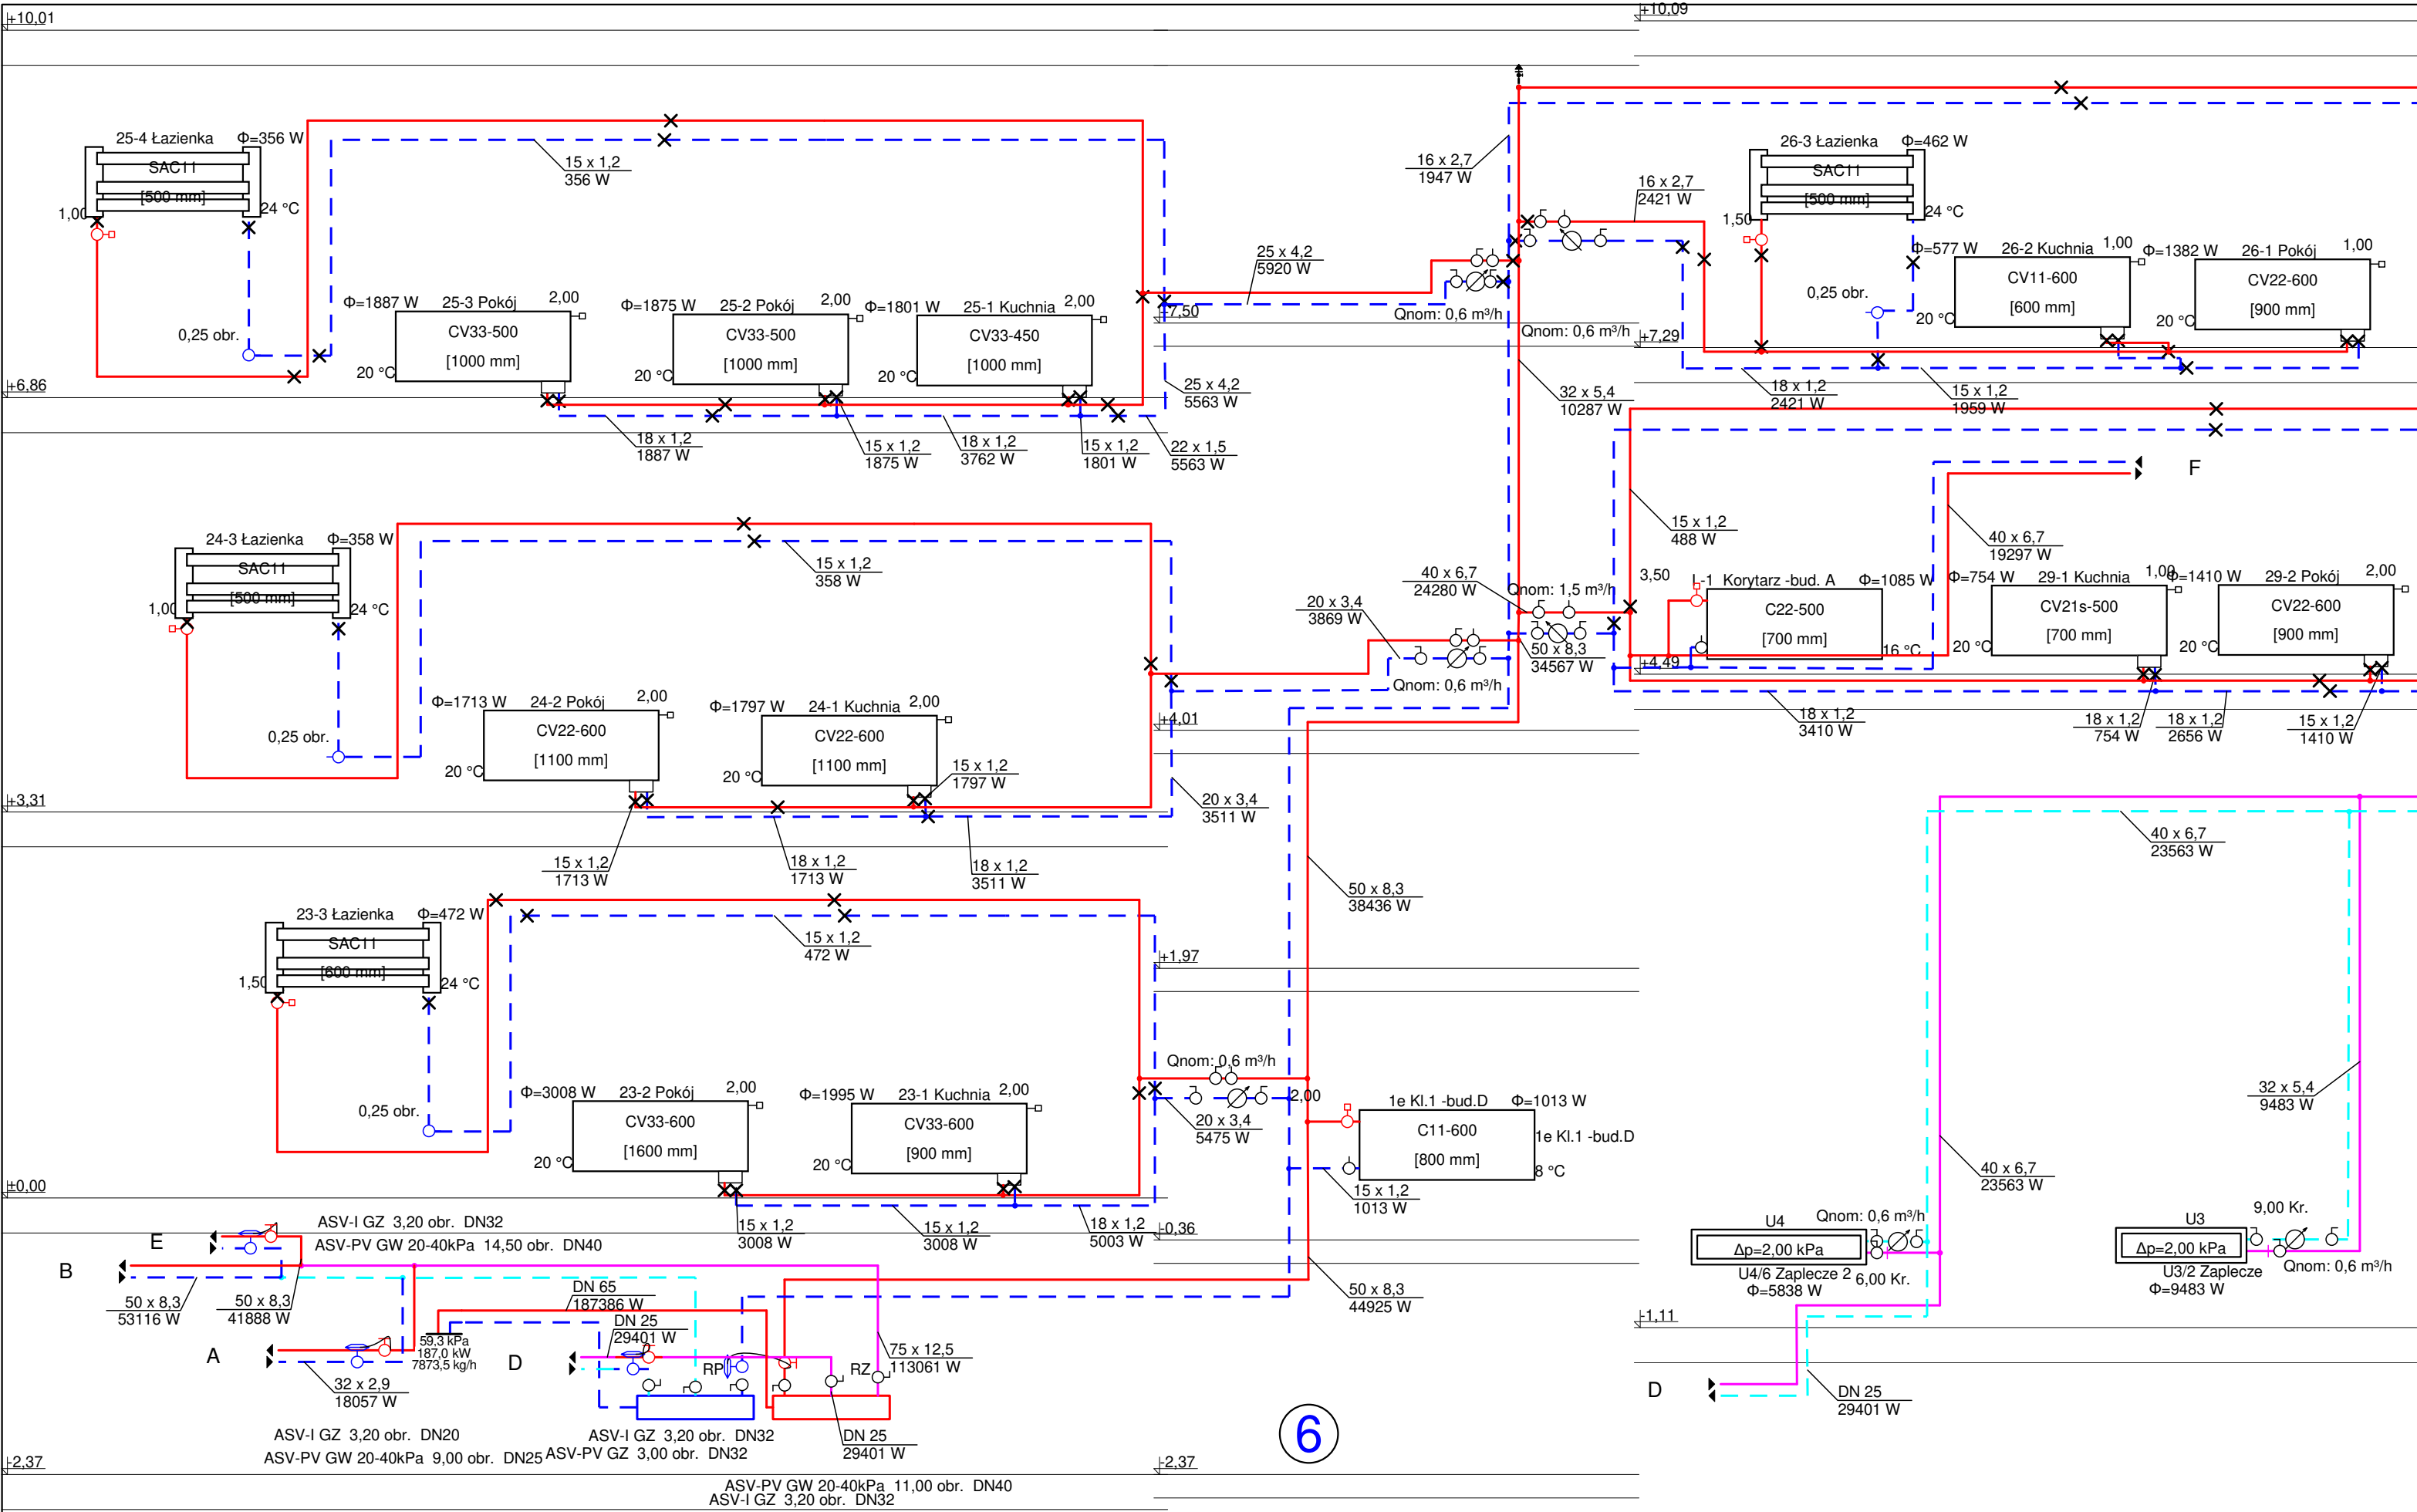 +10,01
+10,09
25-4 Łazienka Φ=356 W
SAC11
[500 mm]
1,00
24 °C
0,25 obr.
15 x 1,2
356 W
Φ=1887 W 25-3 Pokój 2,00
CV33-500
[1000 mm]
20 °C
Φ=1875 W 25-2 Pokój 2,00
CV33-500
[1000 mm]
20 °C
Φ=1801 W 25-1 Kuchnia 2,00
CV33-450
[1000 mm]
20 °C
+7,50
+6,86
18 x 1,2
1887 W
15 x 1,2
1875 W
18 x 1,2
3762 W
15 x 1,2
1801 W
22 x 1,5
5563 W
25 x 4,2
5563 W
25 x 4,2
5920 W
Qnom: 0,6 m³/h
16 x 2,7
1947 W
16 x 2,7
2421 W
Qnom: 0,6 m³/h
+7,29
32 x 5,4
10287 W
26-3 Łazienka Φ=462 W
SAC11
[500 mm]
1,50
24 °C
0,25 obr.
Φ=577 W 26-2 Kuchnia 1,00
CV11-600
[600 mm]
20 °C
Φ=1382 W 26-1 Pokój 1,00
CV22-600
[900 mm]
20 °C
18 x 1,2
2421 W
15 x 1,2
1959 W
F
24-3 Łazienka Φ=358 W
SAC11
[500 mm]
1,00
24 °C
0,25 obr.
15 x 1,2
358 W
Φ=1713 W 24-2 Pokój 2,00
CV22-600
[1100 mm]
20 °C
Φ=1797 W 24-1 Kuchnia 2,00
CV22-600
[1100 mm]
20 °C
15 x 1,2
1797 W
+4,01
+3,31
15 x 1,2
1713 W
18 x 1,2
1713 W
18 x 1,2
3511 W
20 x 3,4
3511 W
20 x 3,4
3869 W
Qnom: 0,6 m³/h
40 x 6,7
24280 W
Qnom: 1,5 m³/h
50 x 8,3
34567 W
15 x 1,2
488 W
40 x 6,7
19297 W
3,50
L-1 Korytarz -bud. A Φ=1085 W
C22-500
[700 mm]
16 °C
+4,49
Φ=754 W 29-1 Kuchnia 1,00
CV21s-500
[700 mm]
20 °C
Φ=1410 W 29-2 Pokój 2,00
CV22-600
[900 mm]
20 °C
18 x 1,2
3410 W
18 x 1,2
754 W
18 x 1,2
2656 W
15 x 1,2
1410 W
50 x 8,3
38436 W
40 x 6,7
23563 W
23-3 Łazienka Φ=472 W
SAC11
[600 mm]
1,50
24 °C
0,25 obr.
15 x 1,2
472 W
+1,97
Φ=3008 W 23-2 Pokój 2,00
CV33-600
[1600 mm]
20 °C
Φ=1995 W 23-1 Kuchnia 2,00
CV33-600
[900 mm]
20 °C
Qnom: 0,6 m³/h
2,00
20 x 3,4
5475 W
1e Kl.1 -bud.D Φ=1013 W
C11-600
[800 mm]
1e Kl.1 -bud.D
8 °C
15 x 1,2
1013 W
±0,00
-0,36
15 x 1,2
3008 W
15 x 1,2
3008 W
18 x 1,2
5003 W
32 x 5,4
9483 W
40 x 6,7
23563 W
U4
Δp=2,00 kPa
U4/6 Zaplecze 2
Φ=5838 W
Qnom: 0,6 m³/h
6,00 Kr.
U3
Δp=2,00 kPa
U3/2 Zaplecze
Φ=9483 W
9,00 Kr.
Qnom: 0,6 m³/h
E
ASV-I GZ 3,20 obr. DN32
ASV-PV GW 20-40kPa 14,50 obr. DN40
B
50 x 8,3
53116 W
50 x 8,3
41888 W
DN 65
187386 W
DN 25
29401 W
59,3 kPa
187,0 kW
7873,5 kg/h
A
32 x 2,9
18057 W
D
RP
RZ
75 x 12,5
113061 W
50 x 8,3
44925 W
-1,11
D
DN 25
29401 W
ASV-I GZ 3,20 obr. DN20
ASV-PV GW 20-40kPa 9,00 obr. DN25
ASV-I GZ 3,20 obr. DN32
ASV-PV GZ 3,00 obr. DN32
DN 25
29401 W
6
-2,37
-2,37
ASV-PV GW 20-40kPa 11,00 obr. DN40
ASV-I GZ 3,20 obr. DN32